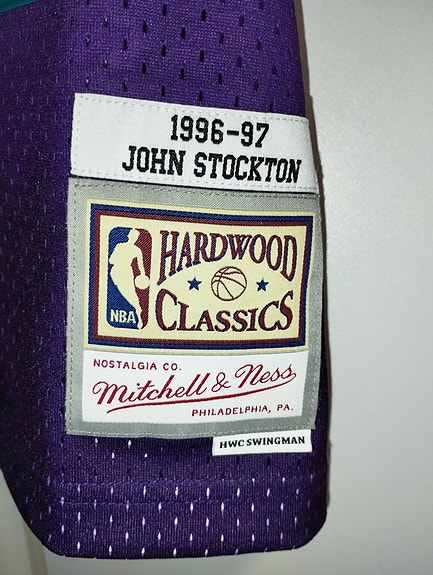 1996-97
JOHN STOCKTON
HARDWOOD
NBA
CLASSICS
NOSTALGIA CO.
Mitchell & Ness
PHILADELPHIA, PA.
HWC SWINGMAN